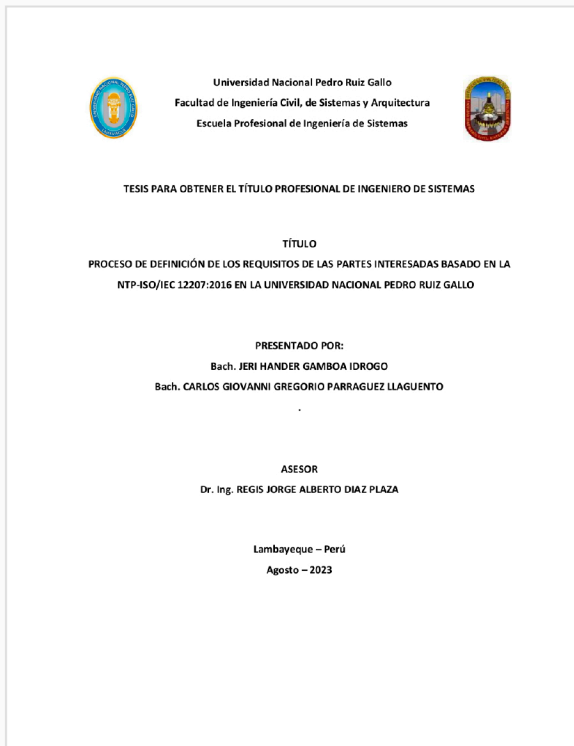 Universidad Nacional Pedro Ruiz Gallo
Facultad de Ingeniería Civil, de Sistemas y Arquitectura
Escuela Profesional de Ingeniería de Sistemas
TESIS PARA OBTENER EL TÍTULO PROFESIONAL DE INGENIERO DE SISTEMAS
TÍTULO
PROCESO DE DEFINICIÓN DE LOS REQUISITOS DE LAS PARTES INTERESADAS BASADO EN LA
NTP-ISO/IEC 12207:2016 EN LA UNIVERSIDAD NACIONAL PEDRO RUIZ GALLO
PRESENTADO POR:
Bach. JERI HANDER GAMBOA IDROGO
Bach. CARLOS GIOVANNI GREGORIO PARRAGUEZ LLAGUENTO
.
ASESOR
Dr. Ing. REGIS JORGE ALBERTO DIAZ PLAZA
Lambayeque – Perú
Agosto – 2023